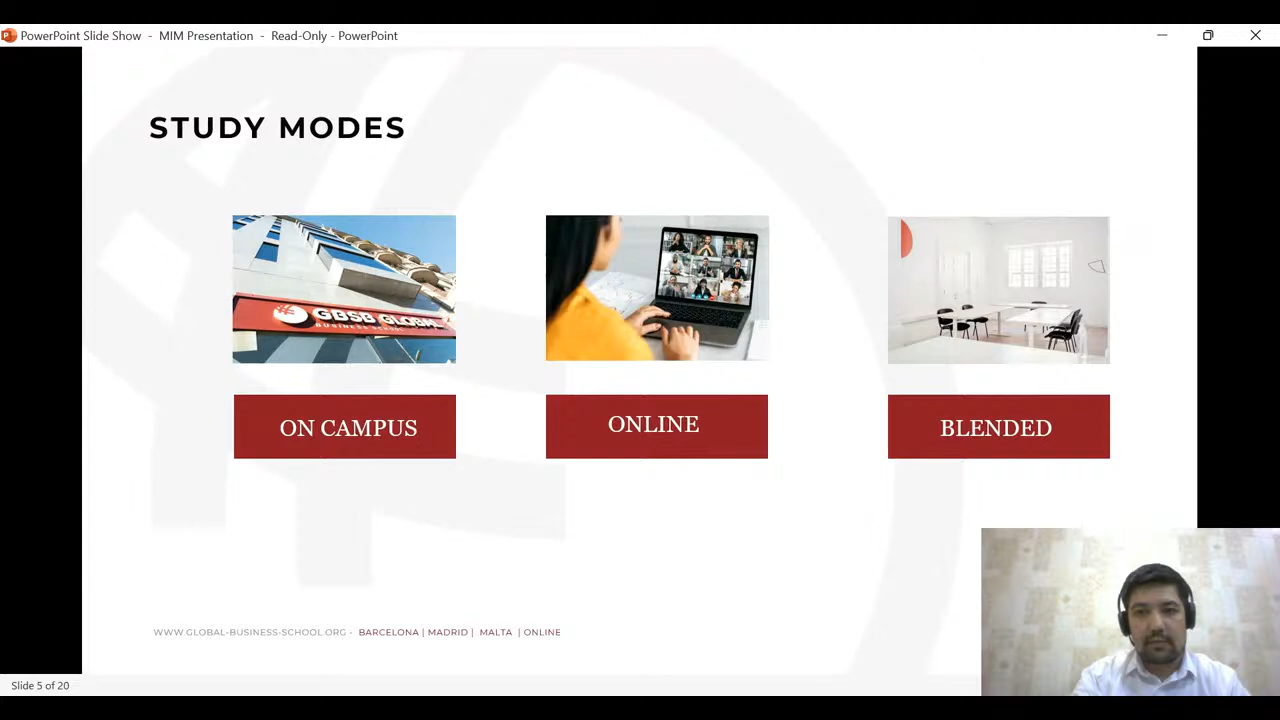 PowerPoint Slide Show - MIM Presentation - Read-Only - PowerPoint
STUDY MODES
GBSB GLOBAL
BUSINESS SCHOOL
ON CAMPUS
ONLINE
BLENDED
WWW.GLOBAL-BUSINESS-SCHOOL.ORG - BARCELONA | MADRID | MALTA | ONLINE
Slide 5 of 20